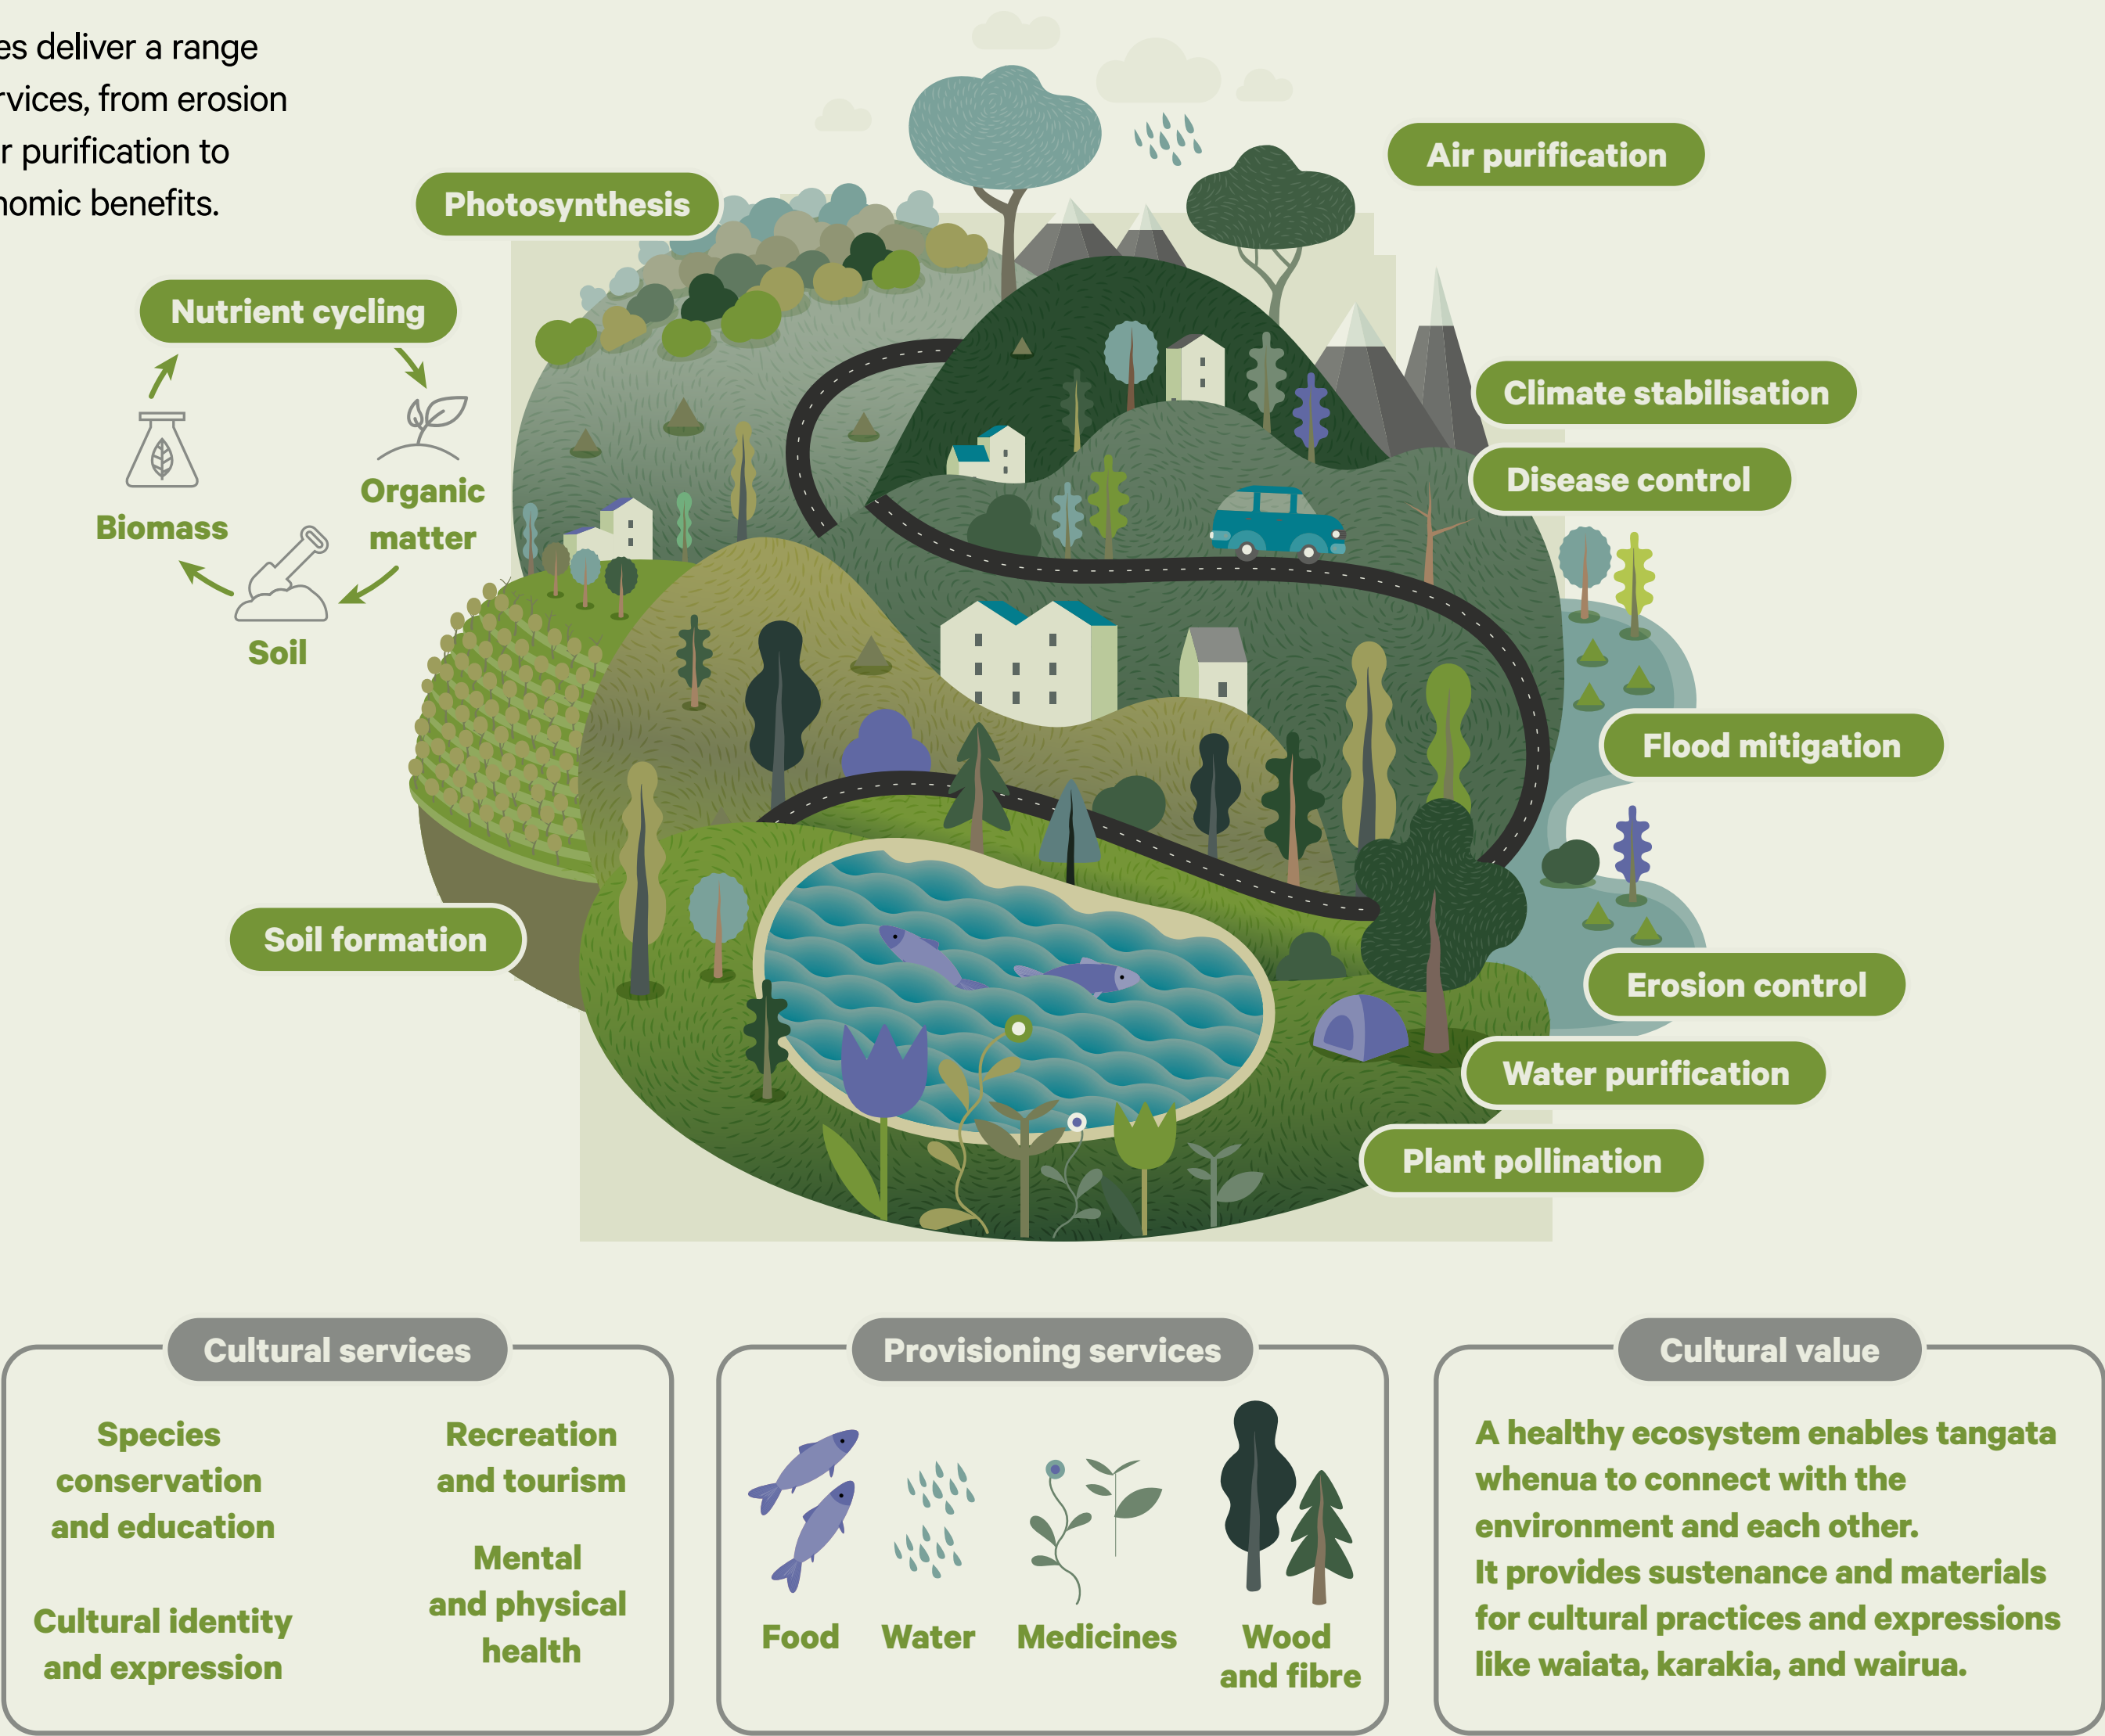 es deliver a range
rvices, from erosion
r purification to
nomic benefits.
Photosynthesis
Air purification
Nutrient cycling
Organic
matter
Soil
Biomass
Climate stabilisation
Disease control
Flood mitigation
Soil formation
Erosion control
Water purification
Plant pollination
Cultural services
Species
conservation
and education
Cultural identity
and expression
Recreation
and tourism
Mental
and physical
health
Provisioning services
Food
Water
Medicines
Wood
and fibre
Cultural value
A healthy ecosystem enables tangata
whenua to connect with the
environment and each other.
It provides sustenance and materials
for cultural practices and expressions
like waiata, karakia, and wairua.